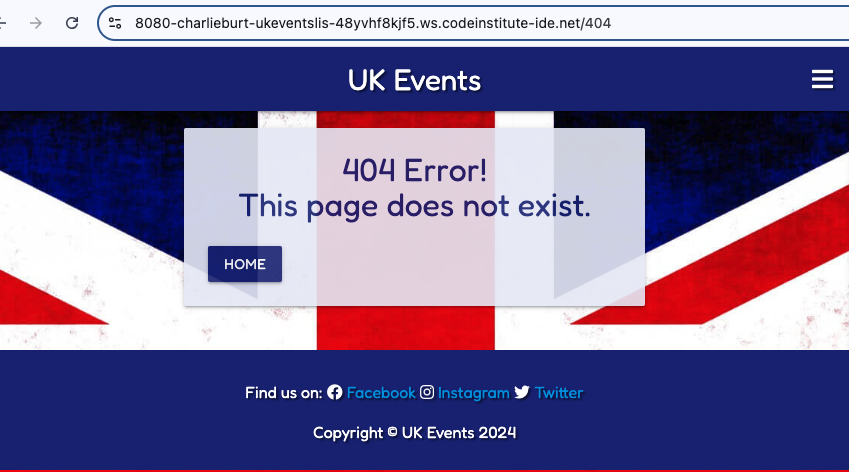 8080-charlieburt-ukeventslis-48yvhf8kjf5.ws.codeinstitute-ide.net/404
UK Events
404 Error!
This page does not exist.
HOME
Find us on: Facebook Instagram Twitter
Copyright © UK Events 2024